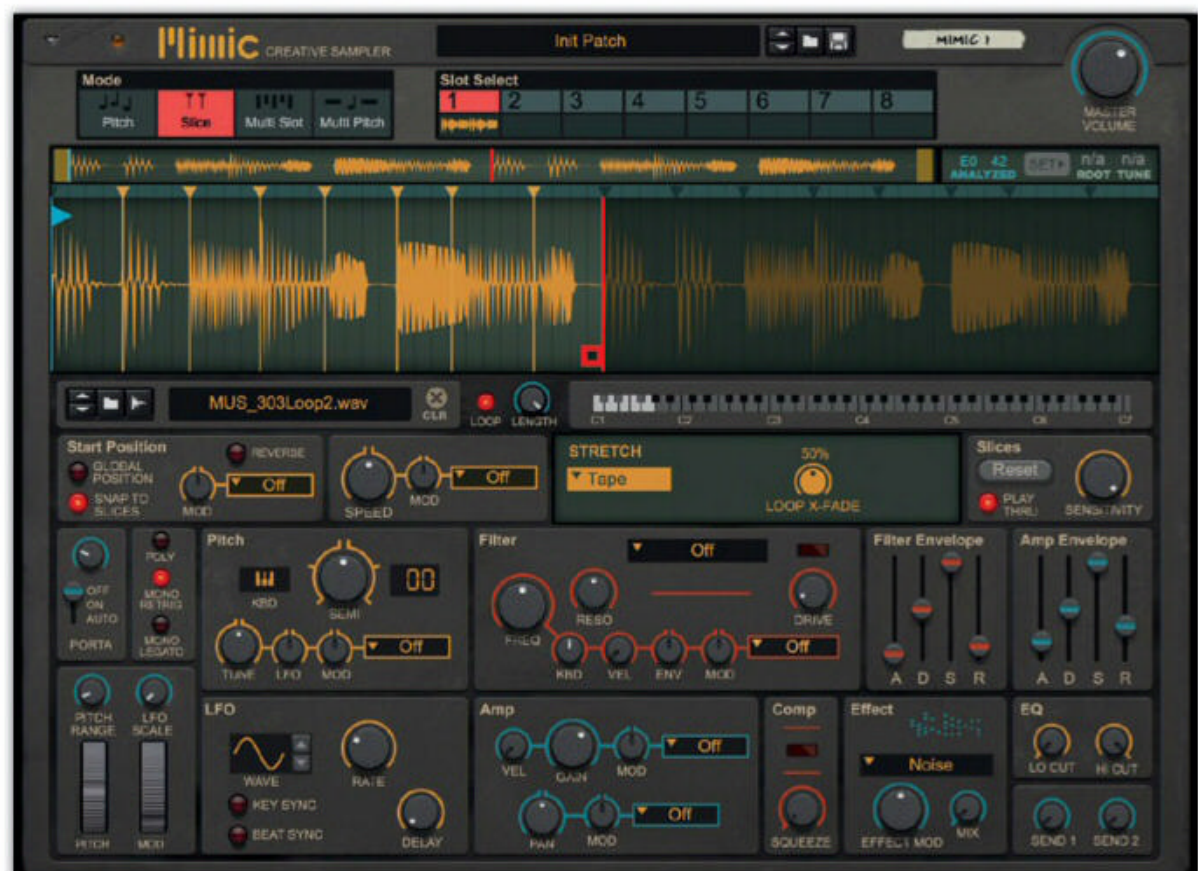 Mimic CREATIVE SAMPLER
Init Patch
MIMIC 1
MASTER VOLUME
Mode
Pitch Slice Multi Slot Multi Pitch
Slot Select
1 2 3 4 5 6 7 8
E0 42 ANALYZED
SET
n/a n/a
ROOT TUNE
MUS_303Loop2.wav
CLR
LOOP LENGTH
C1 C2 C3 C4 C5 C6 C7
Start Position
GLOBAL POSITION
SNAP TO SLICES
REVERSE
MOD
Off
SPEED
MOD
Off
STRETCH
Tape
50%
LOOP X-FADE
Slices
Reset
PLAY THRU
SENSITIVITY
OFF
ON
AUTO
PORTA
POLY
MONO RETRIG
MONO LEGATO
Pitch
KBD
SEMI
00
TUNE LFO MOD
Off
Filter
Off
FREQ
RESO
DRIVE
KBD VEL ENV MOD
Off
Filter Envelope
A D S R
Amp Envelope
A D S R
PITCH RANGE
LFO SCALE
PITCH MOD
LFO
WAVE
RATE
KEY SYNC
BEAT SYNC
DELAY
Amp
VEL GAIN MOD
Off
PAN MOD
Off
Comp
SQUEEZE
Effect
Noise
EFFECT MOD MIX
EQ
LO CUT HI CUT
SEND 1 SEND 2